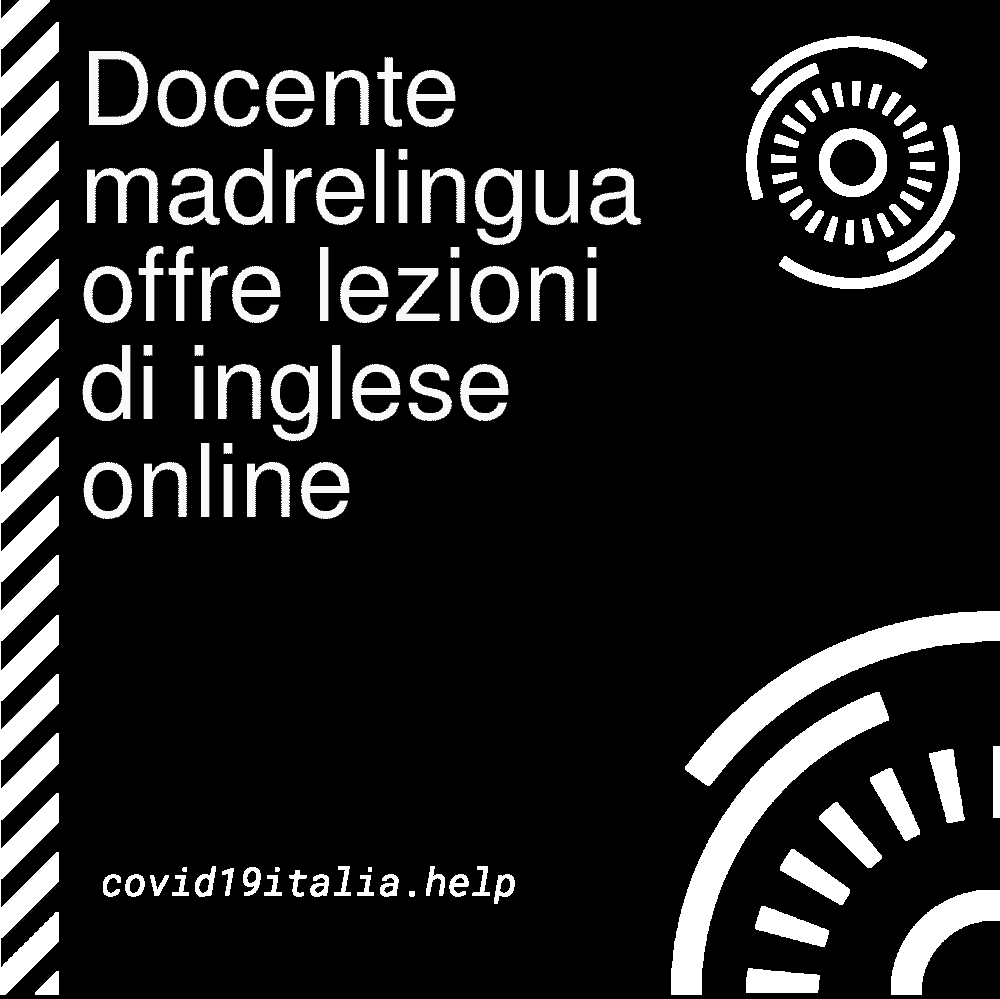 Docente
madrelingua
offre lezioni
di inglese
online
covid19italia.help